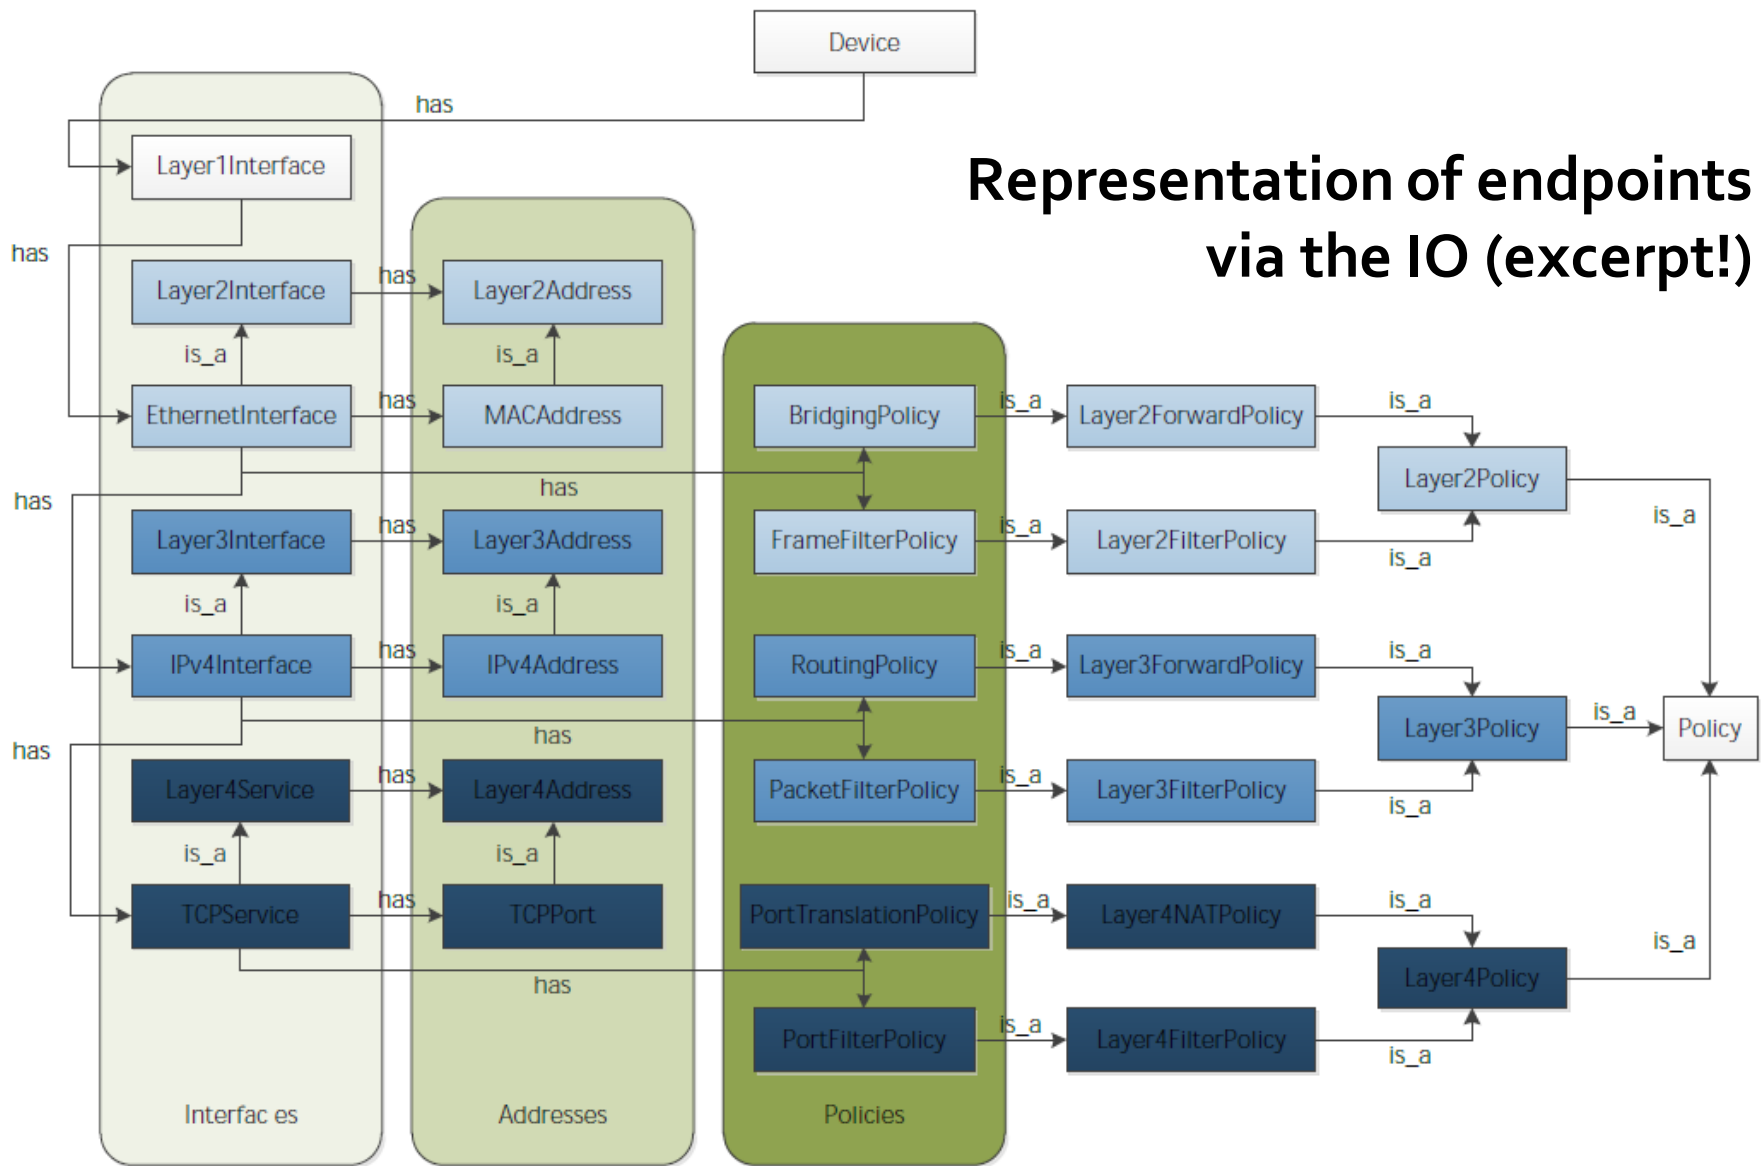 Device
has
Representation of endpoints
via the IO (excerpt!)
Layer1Interface
has
Layer2Interface
has
Layer2Address
is_a
is_a
EthernetInterface
has
MACAddress
BridgingPolicy
is_a
Layer2ForwardPolicy
is_a
Layer2Policy
has
has
is_a
Layer3Interface
has
Layer3Address
FrameFilterPolicy
is_a
Layer2FilterPolicy
is_a
is_a
is_a
IPv4Interface
has
IPv4Address
RoutingPolicy
is_a
Layer3ForwardPolicy
is_a
Layer3Policy
is_a
Policy
has
has
Layer4Service
has
Layer4Address
PacketFilterPolicy
is_a
Layer3FilterPolicy
is_a
is_a
is_a
TCPService
has
TCPPort
PortTranslationPolicy
is_a
Layer4NATPolicy
is_a
is_a
Layer4Policy
has
PortFilterPolicy
is_a
Layer4FilterPolicy
is_a
Interfac es
Addresses
Policies